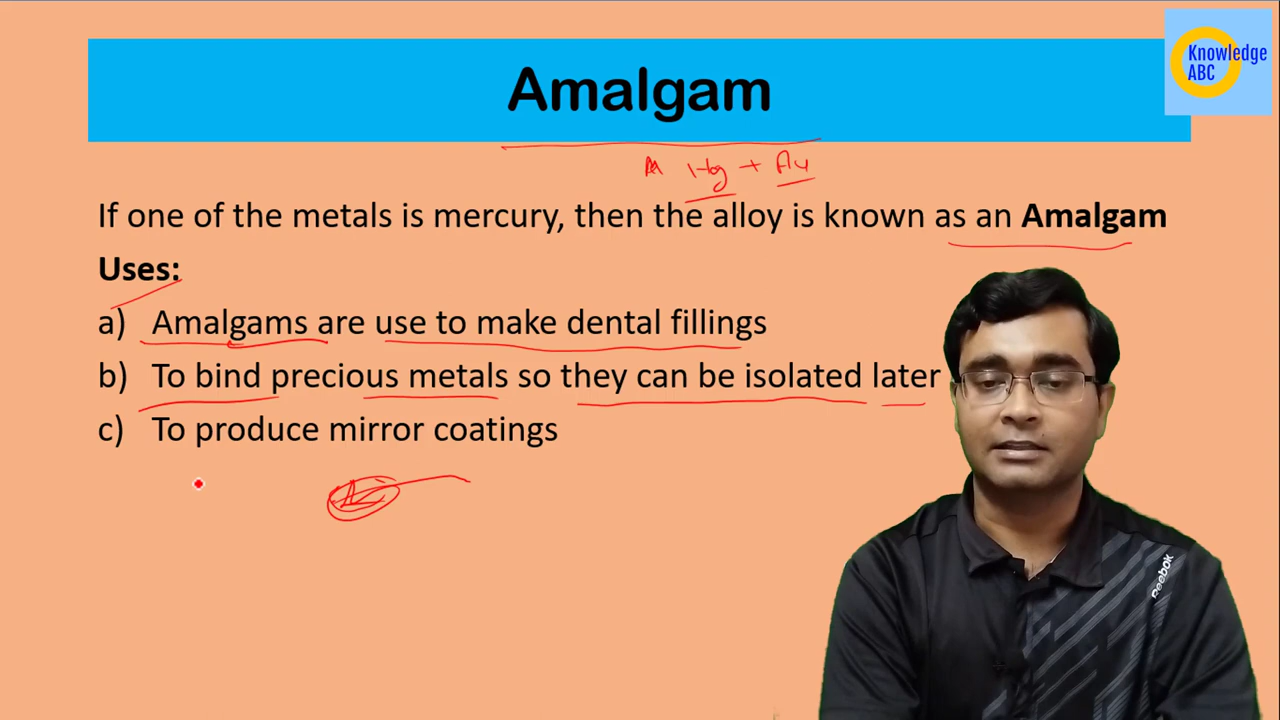 Knowledge
ABC
Amalgam
Hg + Au
If one of the metals is mercury, then the alloy is known as an Amalgam
Uses:
a) Amalgams are use to make dental fillings
b) To bind precious metals so they can be isolated later
c) To produce mirror coatings
Reebok